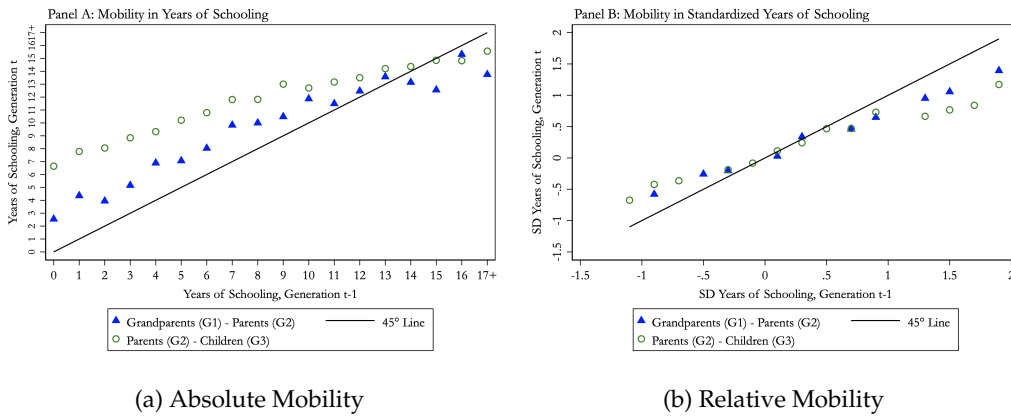 Panel A: Mobility in Years of Schooling
Years of Schooling, Generation t
0 1 2 3 4 5 6 7 8 9 10 11 12 13 14 15 1617+
0 1 2 3 4 5 6 7 8 9 10 11 12 13 14 15 16 17+
Years of Schooling, Generation t-1
Grandparents (G1) - Parents (G2) 45° Line
Parents (G2) - Children (G3)
(a) Absolute Mobility
Panel B: Mobility in Standardized Years of Schooling
SD Years of Schooling, Generation t
-1.5 -1 -.5 0 .5 1 1.5 2
-1.5 -1 -.5 0 .5 1 1.5 2
SD Years of Schooling, Generation t-1
Grandparents (G1) - Parents (G2) 45° Line
Parents (G2) - Children (G3)
(b) Relative Mobility